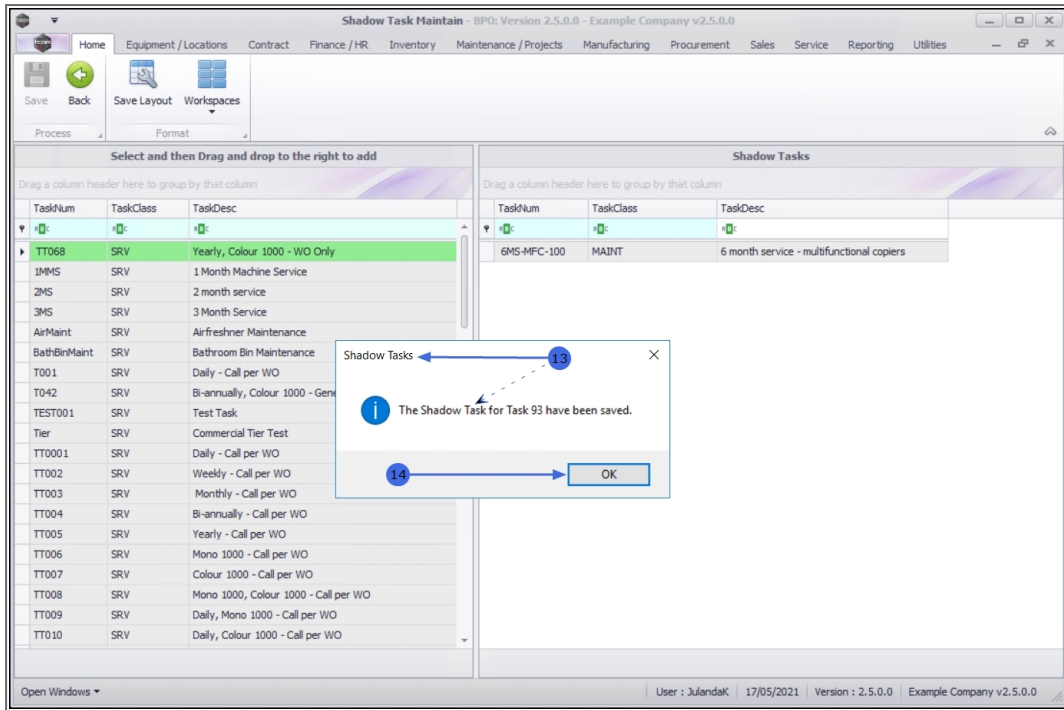 Shadow Task Maintain - BPO: Version 2.5.0.0 - Example Company v2.5.0.0
Home Equipment / Locations Contract Finance / HR Inventory Maintenance / Projects Manufacturing Procurement Sales Service Reporting Utilities
Save Back Save Layout Workspaces
Process Format
Select and then Drag and drop to the right to add Shadow Tasks
Drag a column header here to group by that column Drag a column header here to group by that column
TaskNum TaskClass TaskDesc TaskNum TaskClass TaskDesc
TT068 SRV Yearly, Colour 1000 - WO Only 6MS-MFC-100 MAINT 6 month service - multifunctional copiers
1MMS SRV 1 Month Machine Service
2MS SRV 2 month service
3MS SRV 3 Month Service
AirMaint SRV Airfreshner Maintenance
BathBinMaint SRV Bathroom Bin Maintenance
T001 SRV Daily - Call per WO
T042 SRV Bi-annually, Colour 1000 - Gene
TEST001 SRV Test Task
Tier SRV Commercial Tier Test
TT0001 SRV Daily - Call per WO
TT002 SRV Weekly - Call per WO
TT003 SRV Monthly - Call per WO
TT004 SRV Bi-annually - Call per WO
TT005 SRV Yearly - Call per WO
TT006 SRV Mono 1000 - Call per WO
TT007 SRV Colour 1000 - Call per WO
TT008 SRV Mono 1000, Colour 1000 - Call per WO
TT009 SRV Daily, Mono 1000 - Call per WO
TT010 SRV Daily, Colour 1000 - Call per WO
Shadow Tasks 13
The Shadow Task for Task 93 have been saved.
14 OK
Open Windows User : JulandaK 17/05/2021 Version : 2.5.0.0 Example Company v2.5.0.0